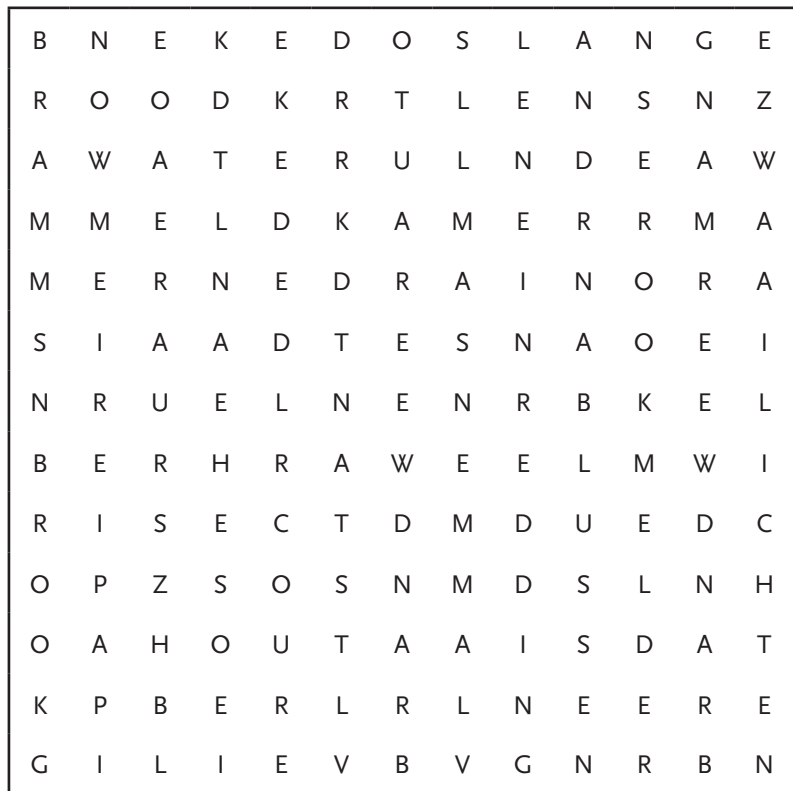 B N E K E D O S L A N G E
R O O D K R T L E N S N Z
A W A T E R U L N D E A W
M M E L D K A M E R R M A
M E R N E D R A I N O R A
S I A A D T E S N A O E I
N R U E L N E N R B K E L
B E R H R A W E E L M W I
R I S E C T D M D U E D C
O P Z S O S N M D S L N H
O A H O U T A A I S D A T
K P B E R L R L N E E R E
G I L I E V B V G N R B N